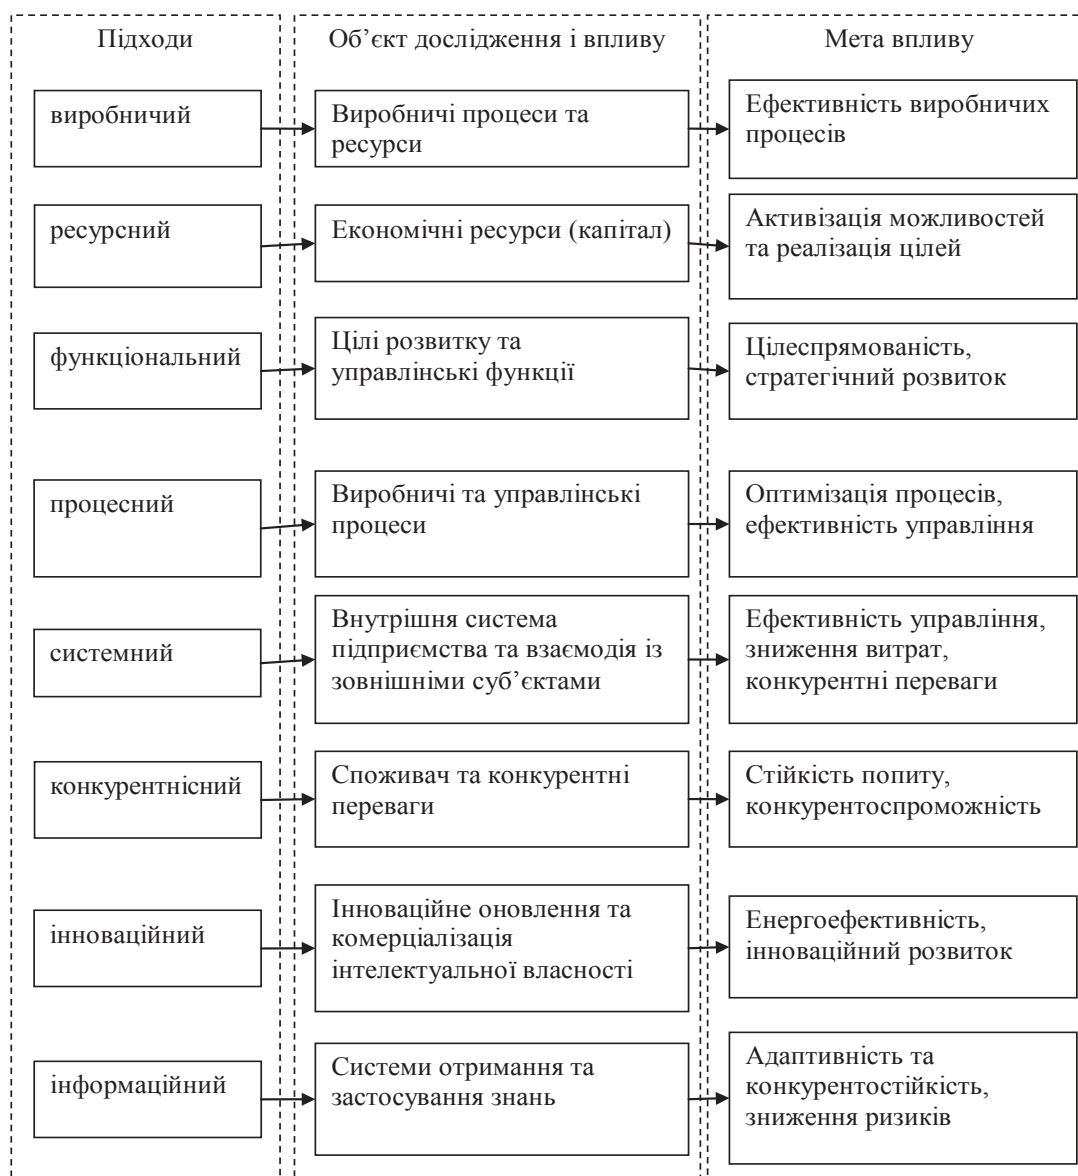 Підходи
Об’єкт дослідження і впливу
Мета впливу
виробничий
Виробничі процеси та
ресурси
Ефективність виробничих
процесів
ресурсний
Економічні ресурси (капітал)
Активізація можливостей
та реалізація цілей
функціональний
Цілі розвитку та
управлінські функції
Цілеспрямованість,
стратегічний розвиток
процесний
Виробничі та управлінські
процеси
Оптимізація процесів,
ефективність управління
системний
Внутрішня система
підприємства та взаємодія із
зовнішніми суб’єктами
Ефективність управління,
зниження витрат,
конкурентні переваги
конкурентнісний
Споживач та конкурентні
переваги
Стійкість попиту,
конкурентоспроможність
інноваційний
Інноваційне оновлення та
комерціалізація
інтелектуальної власності
Енергоефективність,
інноваційний розвиток
інформаційний
Системи отримання та
застосування знань
Адаптивність та
конкурентостійкість,
зниження ризиків